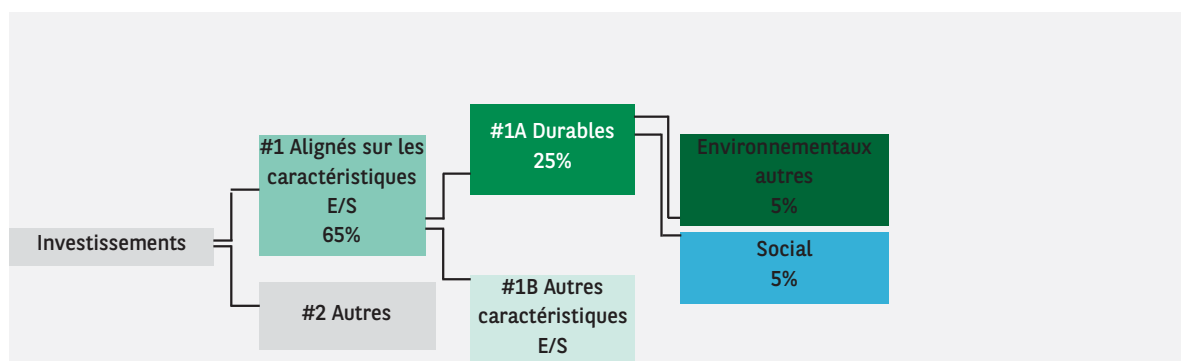 Investissements
#1 Alignés sur les
caractéristiques
E/S
65%
#2 Autres
#1A Durables
25%
#1B Autres
caractéristiques
E/S
Environnementaux
autres
5%
Social
5%